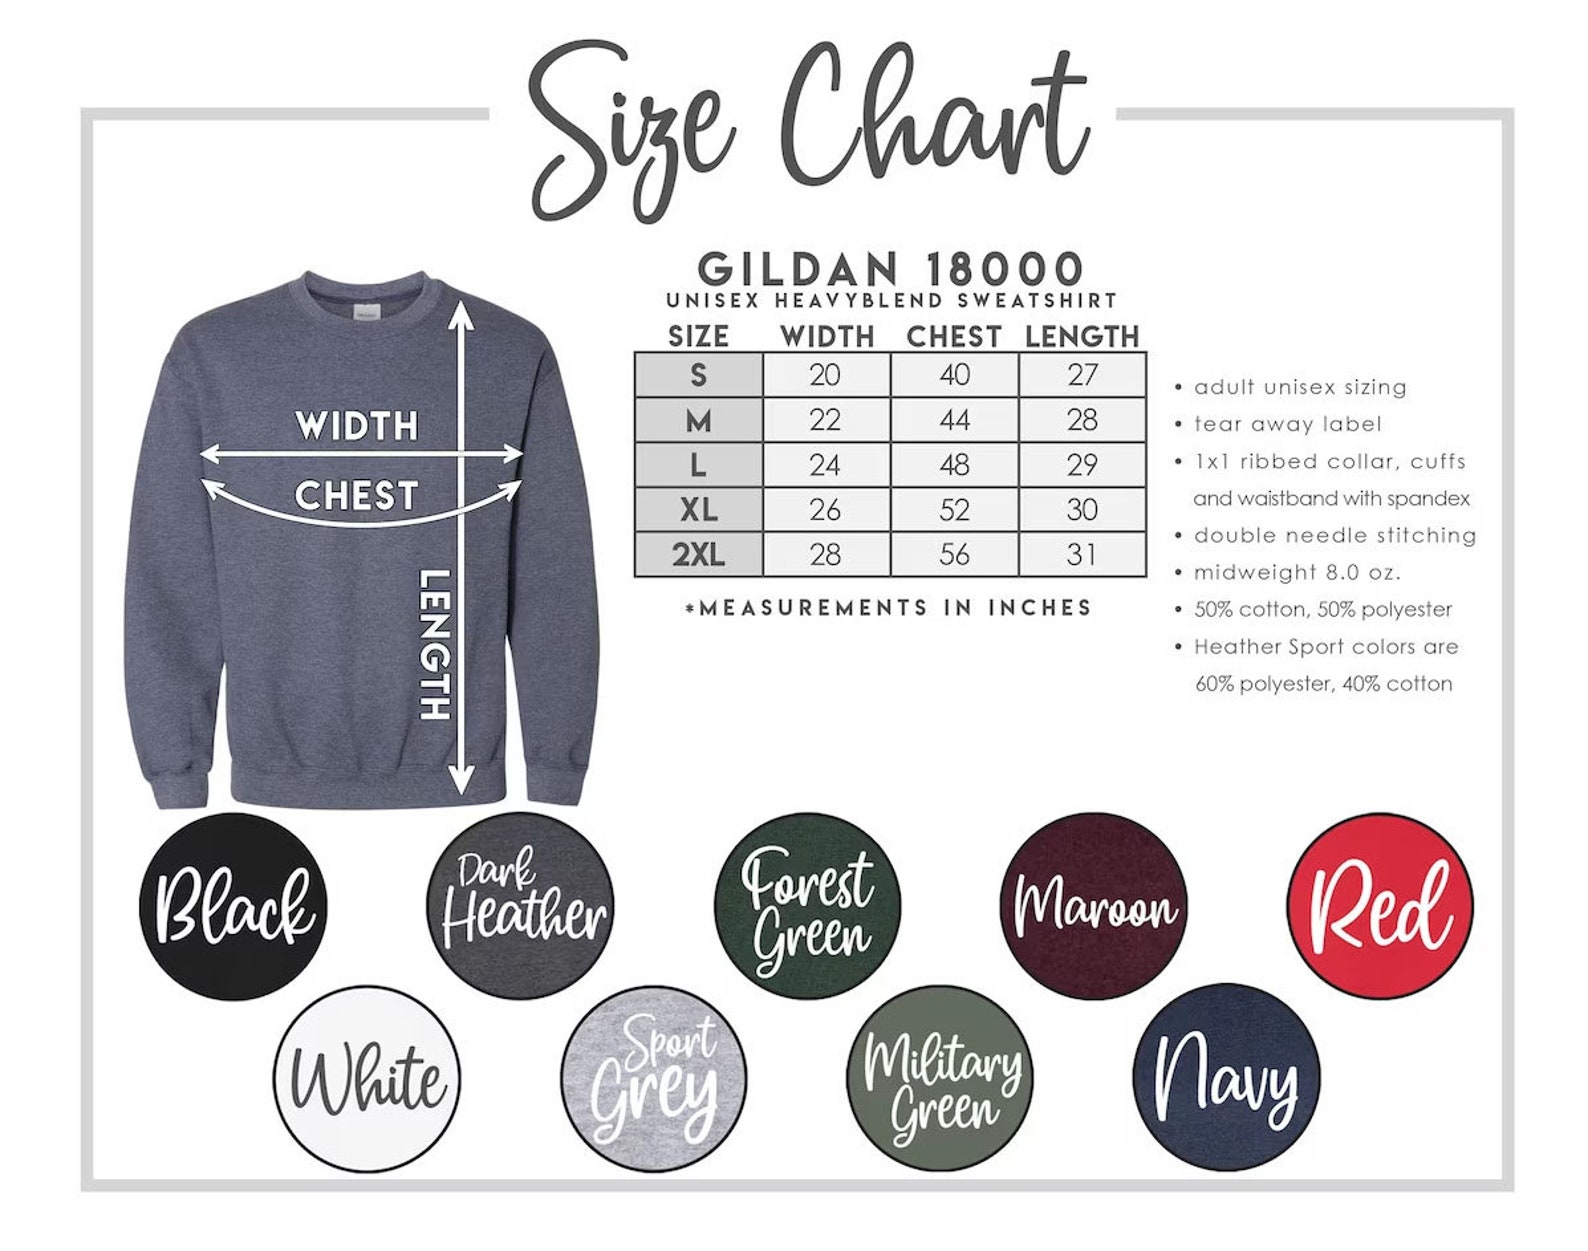 Size Chart
GILDAN 18000
UNISEX HEAVYBLEND SWEATSHIRT
SIZE WIDTH CHEST LENGTH
S 20 40 27
M 22 44 28
L 24 48 29
XL 26 52 30
2XL 28 56 31
*MEASUREMENTS IN INCHES
WIDTH
CHEST
LENGTH
• adult unisex sizing
• tear away label
• 1x1 ribbed collar, cuffs
and waistband with spandex
• double needle stitching
• midweight 8.0 oz.
• 50% cotton, 50% polyester
• Heather Sport colors are
60% polyester, 40% cotton
Black
Dark
Heather
Forest
Green
Maroon
Red
White
Sport
Grey
Military
Green
Navy